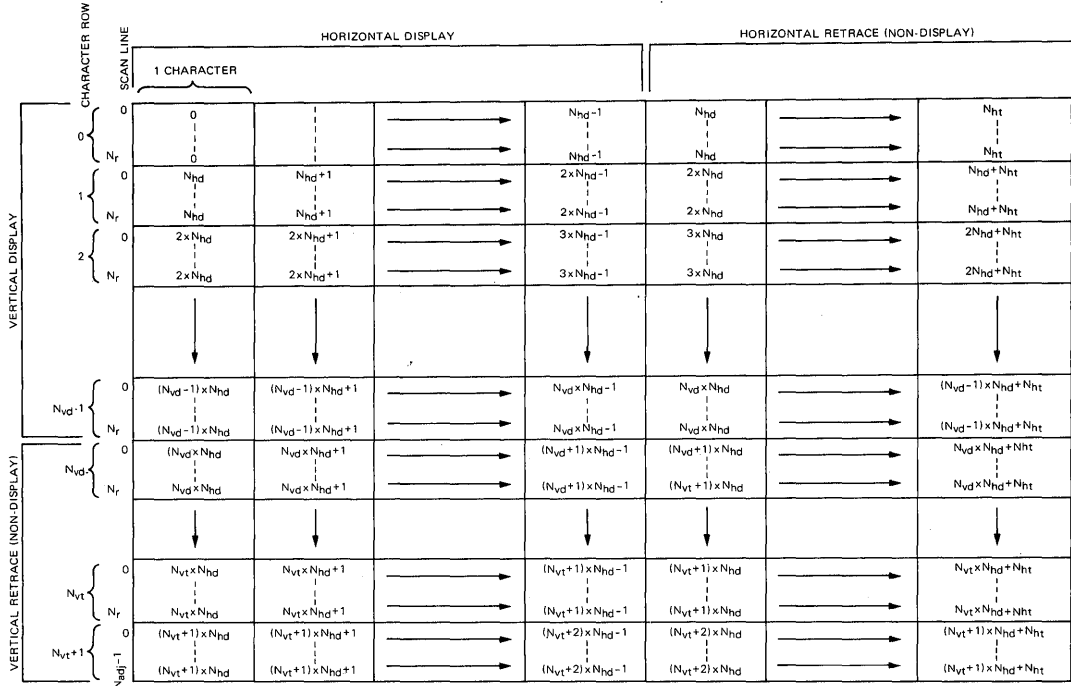 HORIZONTAL DISPLAY HORIZONTAL RETRACE (NON-DISPLAY)
CHARACTER ROW
SCAN LINE
1 CHARACTER
VERTICAL DISPLAY
0 0 N_hd-1 N_hd N_ht
0
N_r 0 N_hd-1 N_hd N_ht
0 N_hd N_hd+1 2×N_hd-1 2×N_hd N_hd+N_ht
1
N_r N_hd N_hd+1 2×N_hd-1 2×N_hd N_hd+N_ht
0 2×N_hd 2×N_hd+1 3×N_hd-1 3×N_hd 2N_hd+N_ht
2
N_r 2×N_hd 2×N_hd+1 3×N_hd-1 3×N_hd 2N_hd+N_ht
0 (N_vd-1)×N_hd (N_vd-1)×N_hd+1 N_vd×N_hd-1 N_vd×N_hd (N_vd-1)×N_hd+N_ht
N_vd-1
N_r (N_vd-1)×N_hd (N_vd-1)×N_hd+1 N_vd×N_hd-1 N_vd×N_hd (N_vd-1)×N_hd+N_ht
VERTICAL RETRACE (NON-DISPLAY)
0 (N_vd×N_hd N_vd×N_hd+1 (N_vd+1)×N_hd-1 (N_vd+1)×N_hd N_vd×N_hd+N_ht
N_vd-
N_r N_vd×N_hd N_vd×N_hd+1 (N_vd+1)×N_hd-1 (N_vt+1)×N_hd N_vd×N_hd+N_ht
0 N_vt×N_hd N_vt×N_hd+1 (N_vt+1)×N_hd-1 (N_vt+1)×N_hd N_vt×N_hd+N_ht
N_vt
N_r N_vt×N_hd N_vt×N_hd+1 (N_vt+1)×N_hd-1 (N_vt+1)×N_hd N_vt×N_hd+N_ht
0 (N_vt+1)×N_hd (N_vt+1)×N_hd+1 (N_vt+2)×N_hd-1 (N_vt+2)×N_hd (N_vt+1)×N_hd+N_ht
N_vt+1
N_adj-1 (N_vt+1)×N_hd (N_vt+1)×N_hd+1 (N_vt+2)×N_hd-1 (N_vt+2)×N_hd (N_vt+1)×N_hd+N_ht